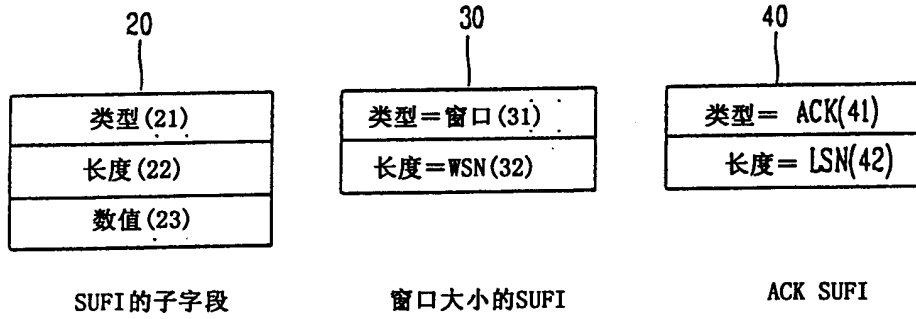 20
30
40
类型(21)
长度(22)
数值(23)
类型=窗口(31)
长度=WSN(32)
类型= ACK(41)
长度= LSN(42)
SUFI的子字段
窗口大小的SUFI
ACK SUFI